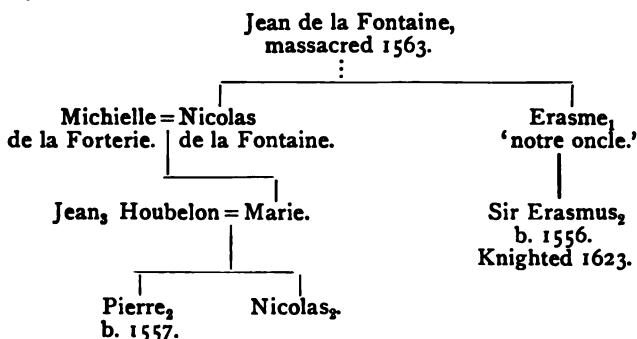 Jean de la Fontaine,
massacred 1563.
Michielle = Nicolas
de la Forterie. de la Fontaine.
Erasme₁
'notre oncle.'
Jean₃ Houbelon = Marie.
Sir Erasmus₂
b. 1556.
Knighted 1623.
Pierre₂
b. 1557.
Nicolas₂.